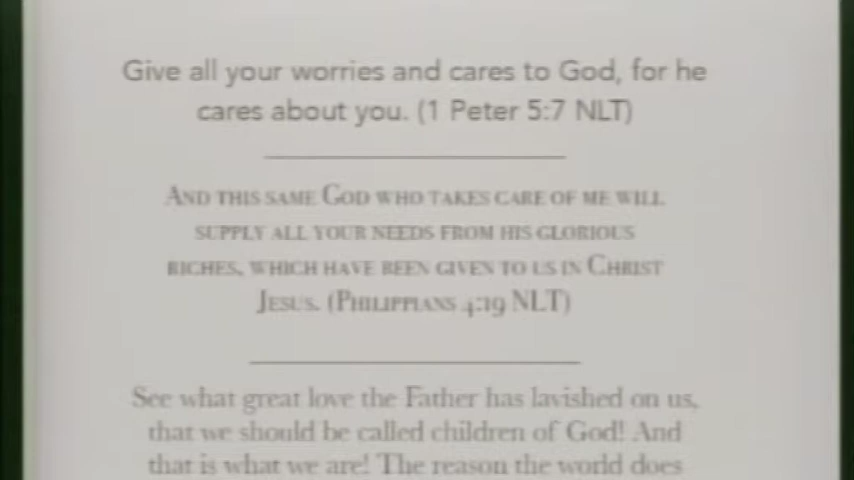 Give all your worries and cares to God, for he
cares about you. (1 Peter 5:7 NLT)
AND THIS SAME GOD WHO TAKES CARE OF ME WILL
SUPPLY ALL YOUR NEEDS FROM HIS GLORIOUS
RICHES, WHICH HAVE BEEN GIVEN TO US IN CHRIST
JESUS. (PHILIPPIANS 4:19 NLT)
See what great love the Father has lavished on us,
that we should be called children of God! And
that is what we are! The reason the world does